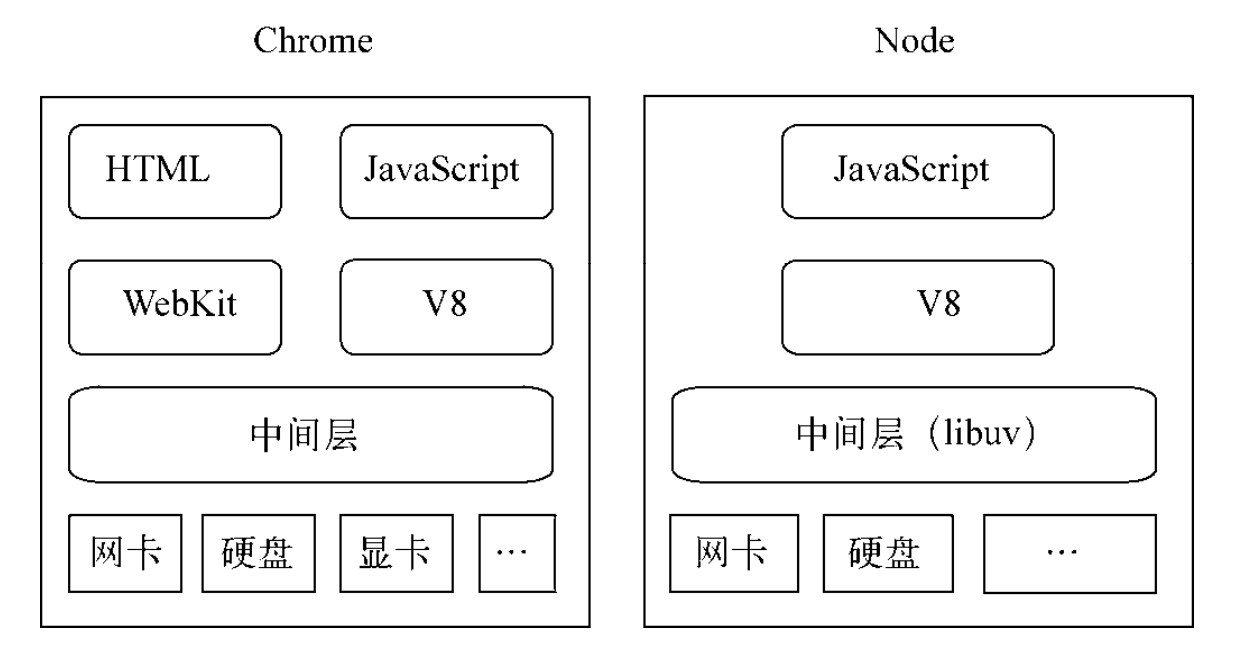 Chrome
Node
HTML
JavaScript
JavaScript
WebKit
V8
V8
中间层
中间层（libuv）
网卡
硬盘
显卡
…
网卡
硬盘
…